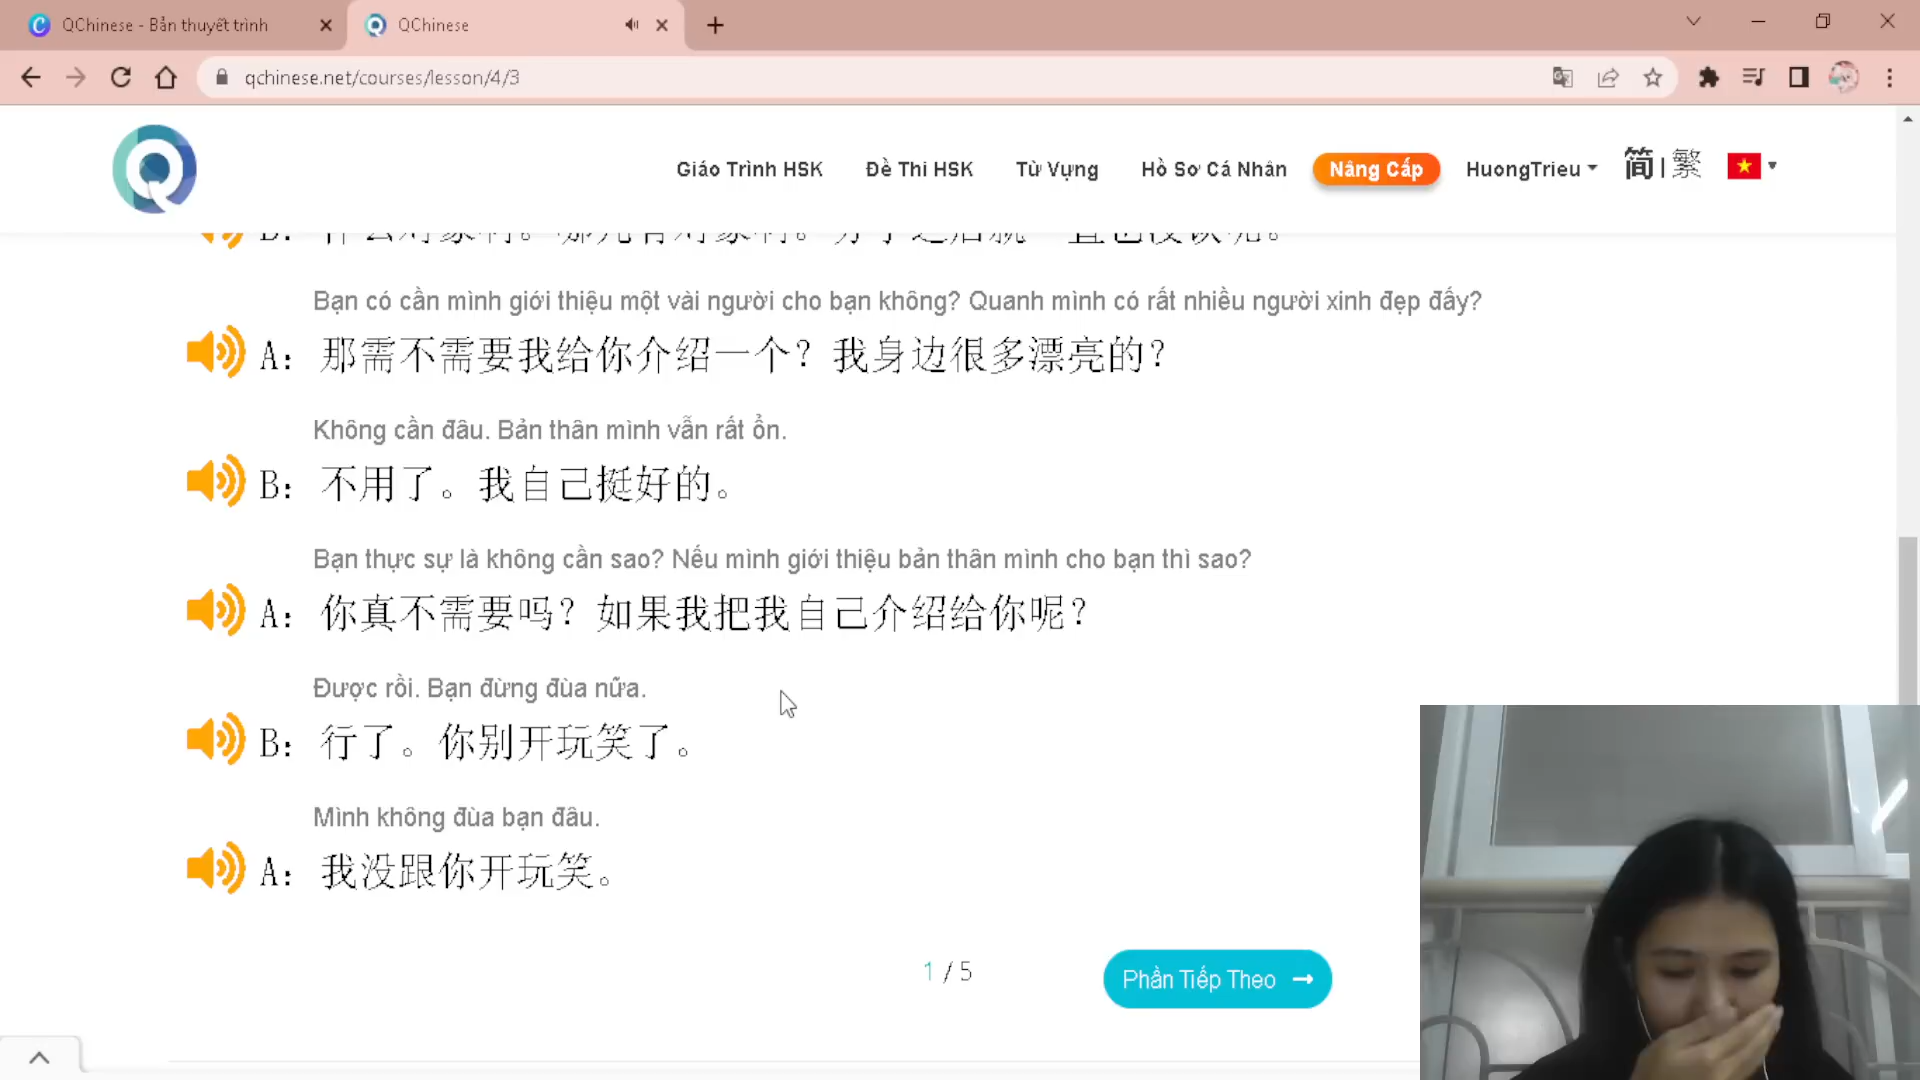 QChinese - Bản thuyết trình
QChinese
qchinese.net/courses/lesson/4/3
Giáo Trình HSK
Đề Thi HSK
Từ Vựng
Hồ Sơ Cá Nhân
Nâng Cấp
HuongTrieu
简 | 繁
Bạn có cần mình giới thiệu một vài người cho bạn không? Quanh mình có rất nhiều người xinh đẹp đấy?
A: 那需不需要我给你介绍一个？我身边很多漂亮的？
Không cần đâu. Bản thân mình vẫn rất ổn.
B: 不用了。我自己挺好的。
Bạn thực sự là không cần sao? Nếu mình giới thiệu bản thân mình cho bạn thì sao?
A: 你真不需要吗？如果我把我自己介绍给你呢？
Được rồi. Bạn đừng đùa nữa.
B: 行了。你别开玩笑了。
Mình không đùa bạn đâu.
A: 我没跟你开玩笑。
1 / 5
Phần Tiếp Theo →